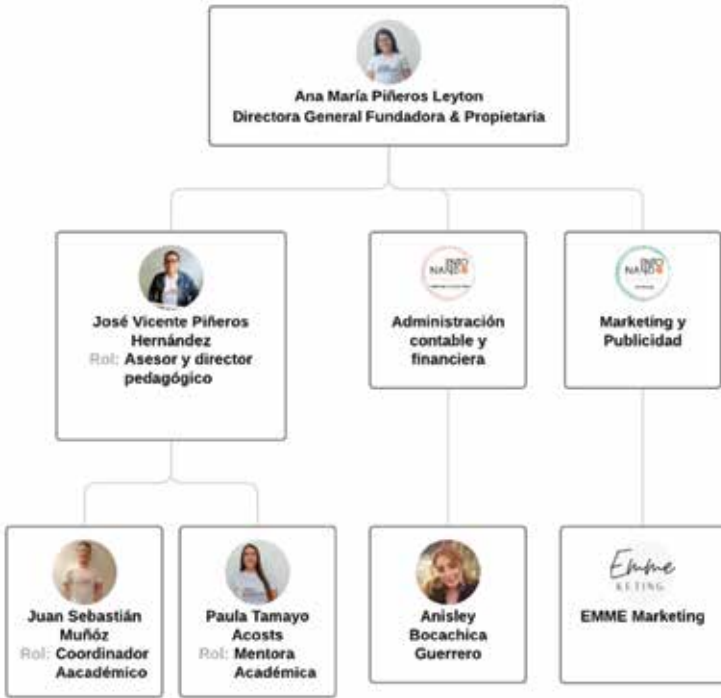 Ana María Piñeros Leyton
Directora General Fundadora & Propietaria
José Vicente Piñeros
Hernández
Rol: Asesor y director
pedagógico
Administración
contable y
financiera
Marketing y
Publicidad
Juan Sebastián
Muñóz
Rol: Coordinador
Aacadémico
Paula Tamayo
Acosts
Rol: Mentora
Académica
Anisley
Bocachica
Guerrero
Emme
KETING
EMME Marketing